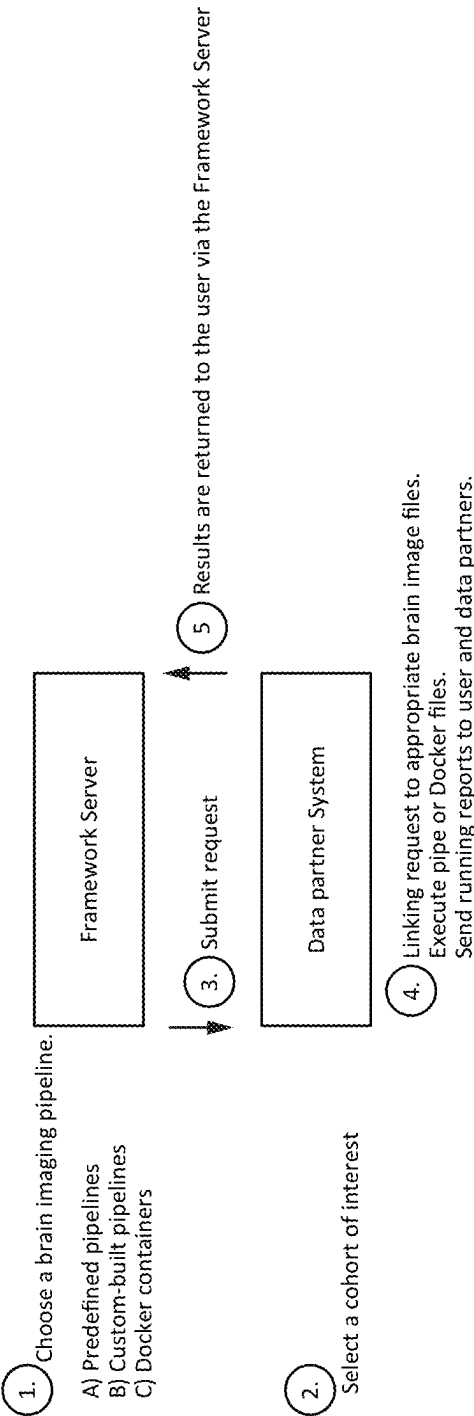 1. Choose a brain imaging pipeline.
A) Predefined pipelines
B) Custom-built pipelines
C) Docker containers
2.
Select a cohort of interest
Framework Server
3. Submit request
Data partner System
4. Linking request to appropriate brain image files.
Execute pipe or Docker files.
Send running reports to user and data partners.
5 Results are returned to the user via the Framework Server